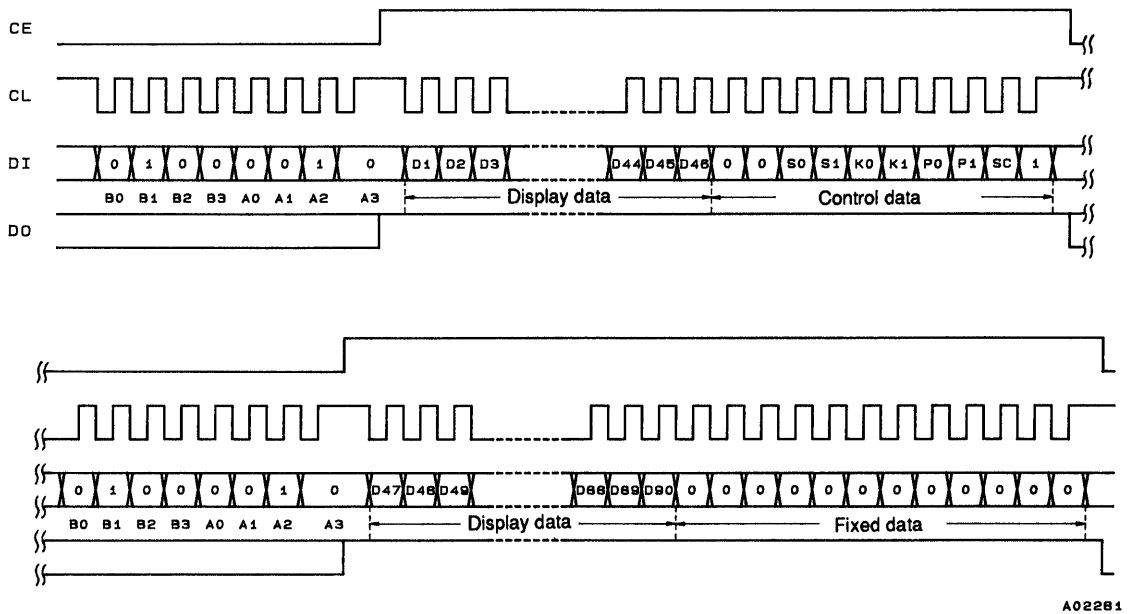 CE
CL
DI 0 1 0 0 0 0 1 0 D1 D2 D3 D44 D45 D46 0 0 S0 S1 K0 K1 P0 P1 SC 1
B0 B1 B2 B3 A0 A1 A2 A3 Display data Control data
DO
0 1 0 0 0 0 1 0 D47 D48 D49 D88 D89 D90 0 0 0 0 0 0 0 0 0 0 0 0
B0 B1 B2 B3 A0 A1 A2 A3 Display data Fixed data
A02281